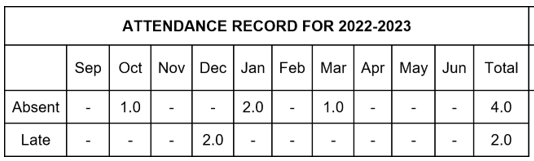 ATTENDANCE RECORD FOR 2022-2023
Sep Oct Nov Dec Jan Feb Mar Apr May Jun Total
Absent - 1.0 - - 2.0 - 1.0 - - - 4.0
Late - - - 2.0 - - - - - - 2.0